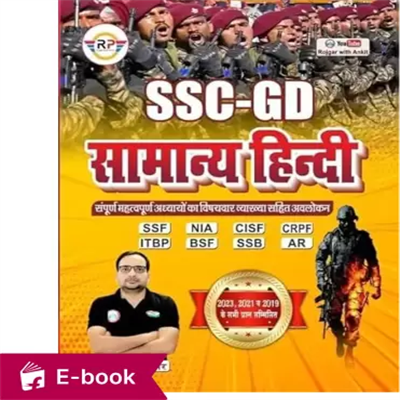 RP
YouTube
Rojgar with Ankit
SSC-GD
सामान्य हिन्दी
संपूर्ण महत्वपूर्ण अध्यायों का विषयवार व्याख्या सहित अवलोकन
SSF NIA CISF CRPF
ITBP BSF SSB AR
2023, 2021 व 2019
के सभी प्रश्न सम्मिलित
E-book